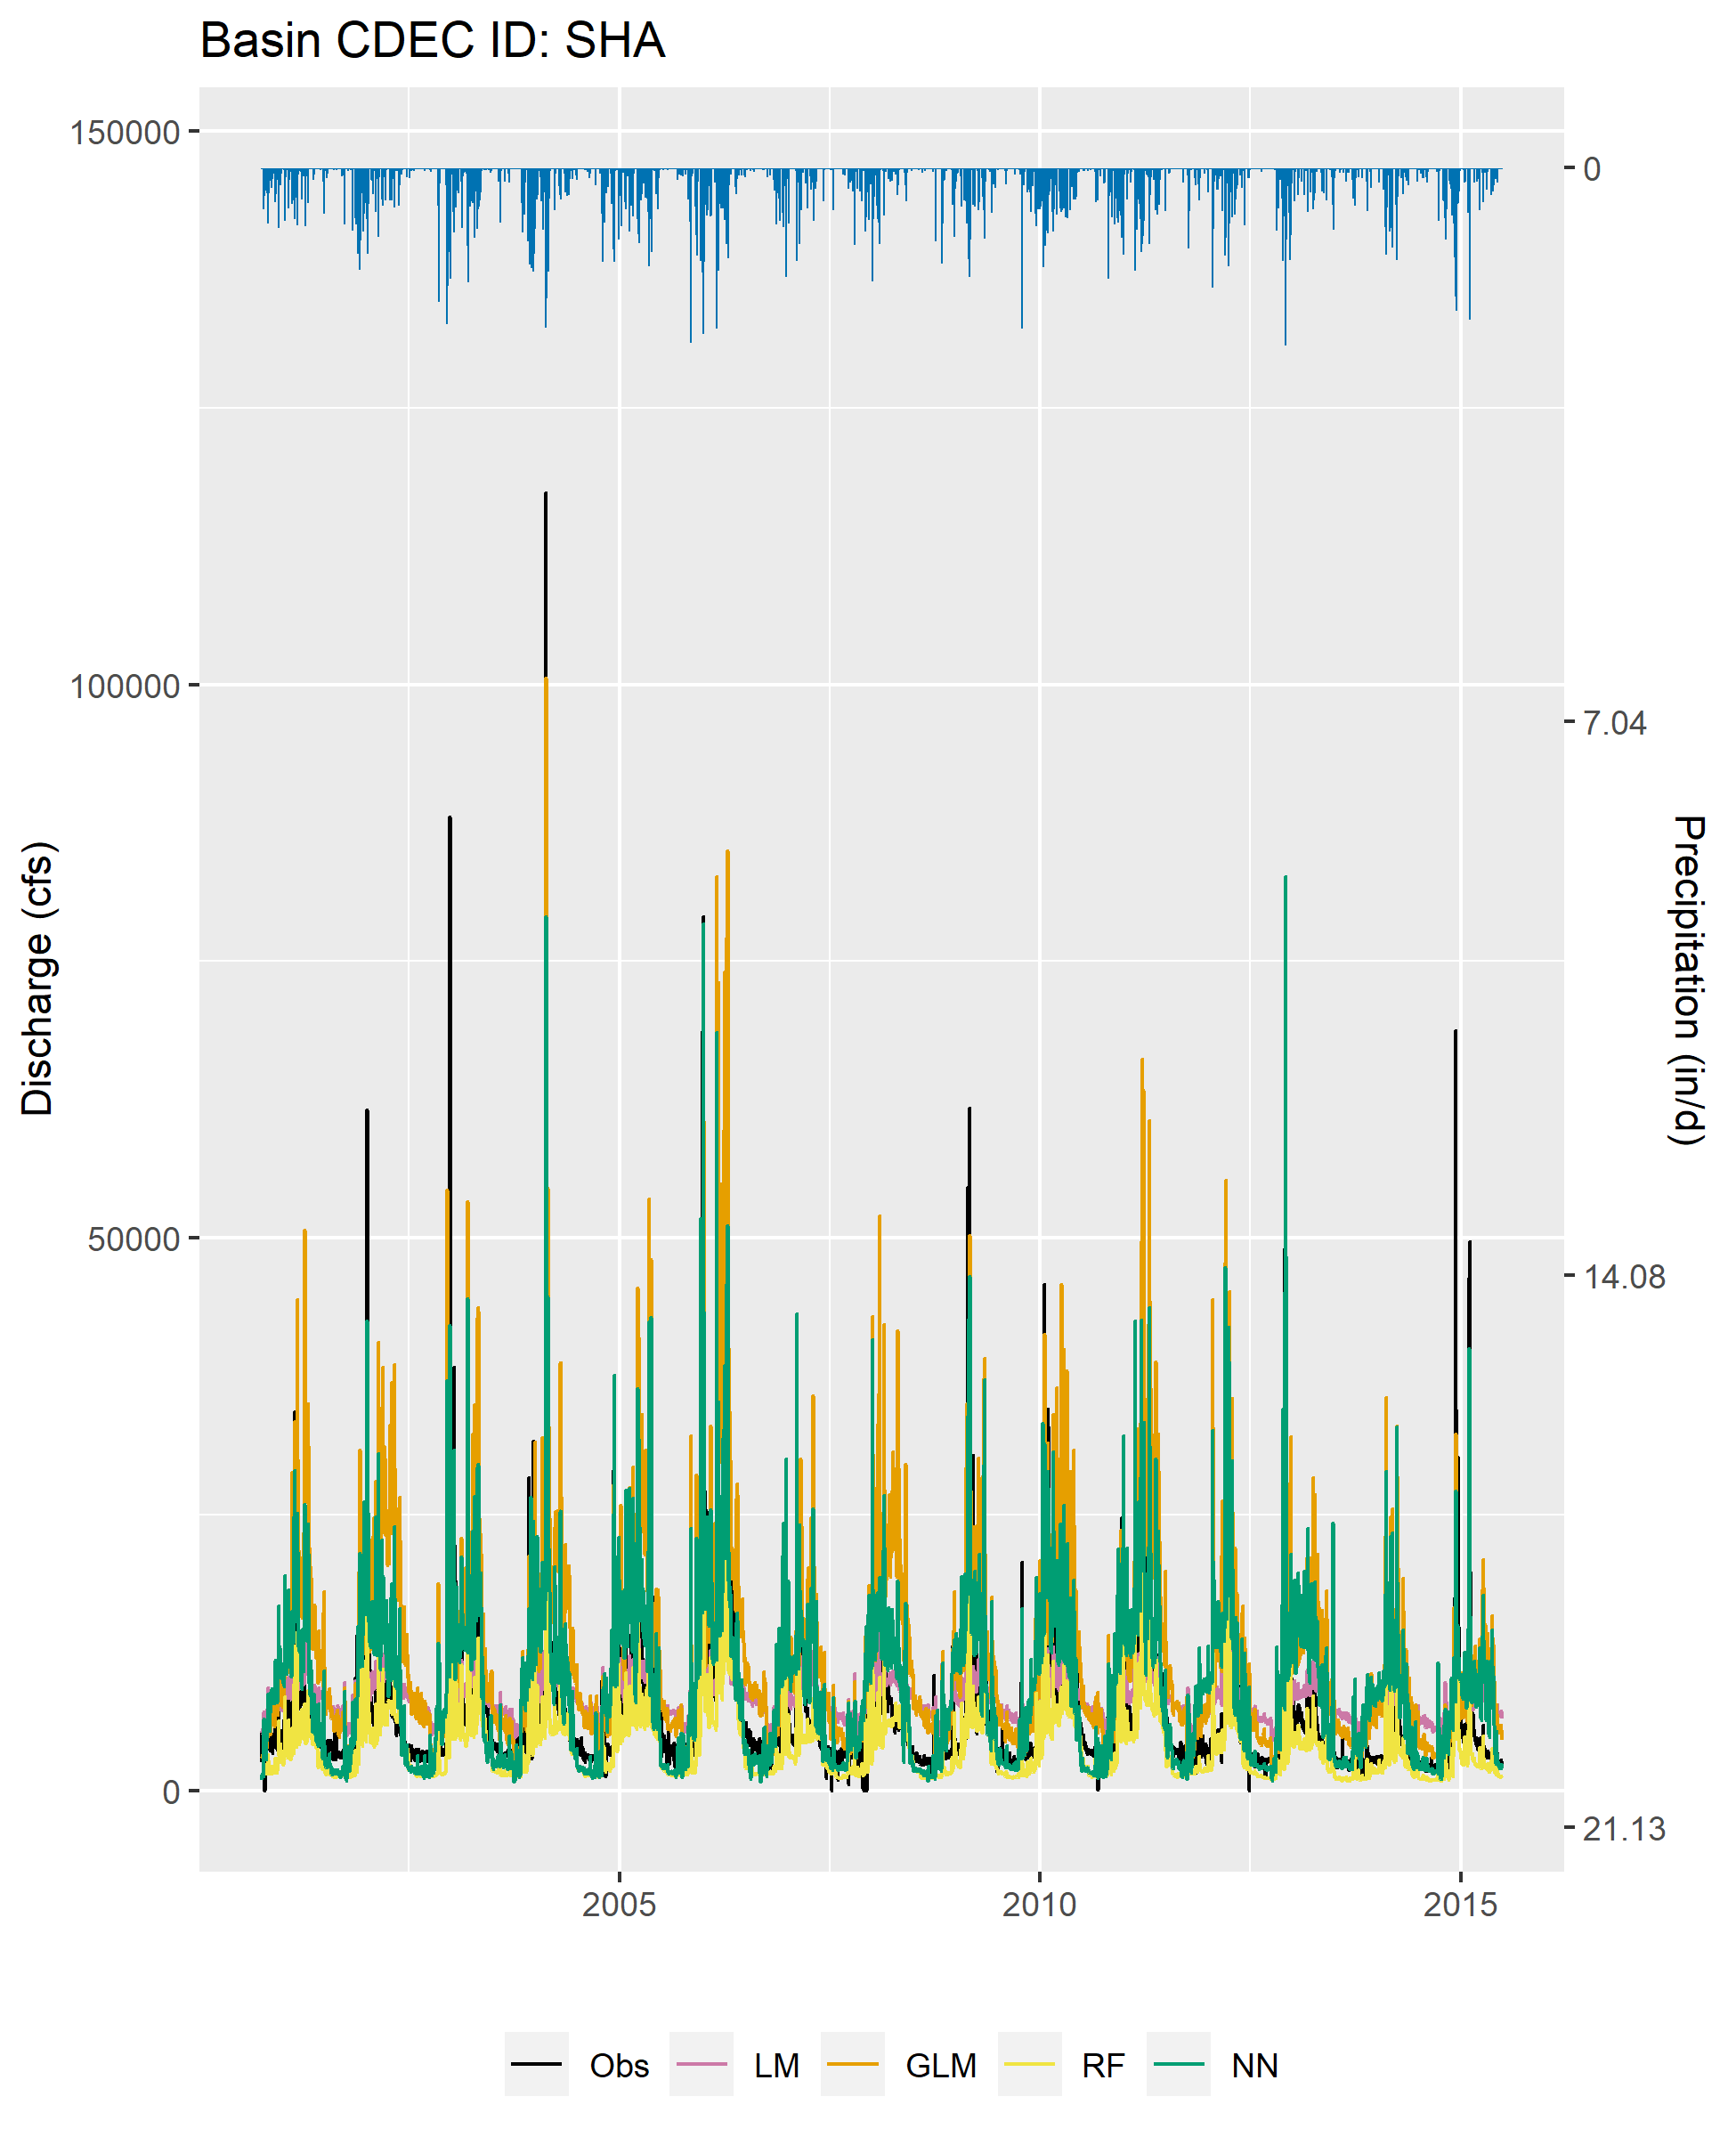 Basin CDEC ID: SHA
150000
100000
50000
0
Discharge (cfs)
0
7.04
14.08
21.13
Precipitation (in/d)
2005
2010
2015
Obs LM GLM RF NN